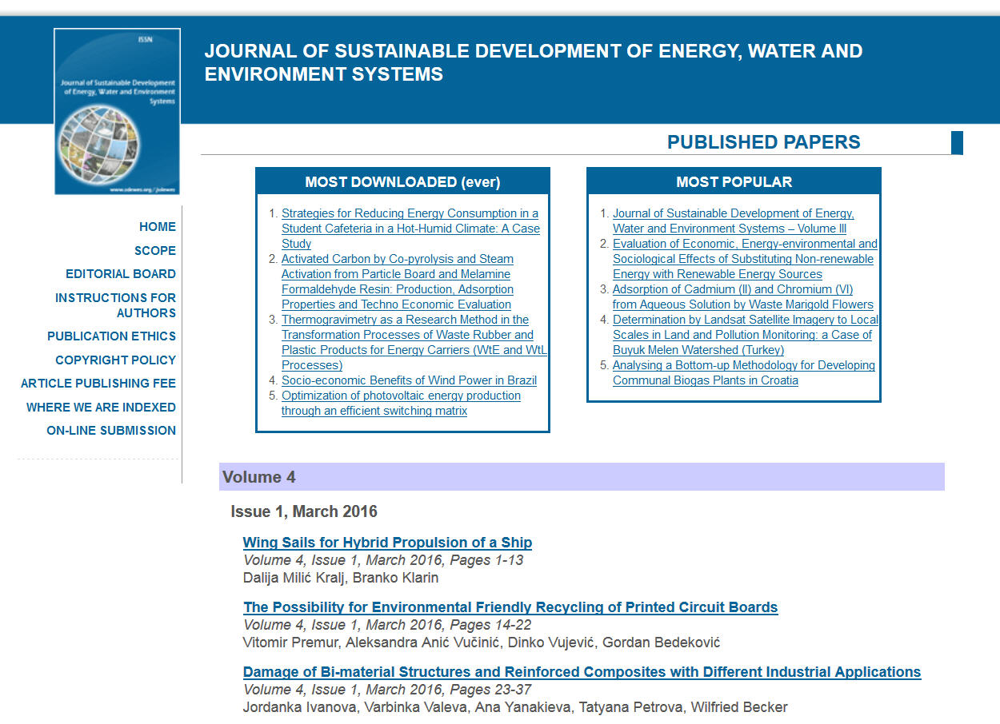 ISSN
Journal of Sustainable Development
of Energy, Water and Environment
Systems
www.sdewes.org/jsdewes
JOURNAL OF SUSTAINABLE DEVELOPMENT OF ENERGY, WATER AND
ENVIRONMENT SYSTEMS
PUBLISHED PAPERS
HOME
SCOPE
EDITORIAL BOARD
INSTRUCTIONS FOR
AUTHORS
PUBLICATION ETHICS
COPYRIGHT POLICY
ARTICLE PUBLISHING FEE
WHERE WE ARE INDEXED
ON-LINE SUBMISSION
MOST DOWNLOADED (ever)
1. Strategies for Reducing Energy Consumption in a
Student Cafeteria in a Hot-Humid Climate: A Case
Study
2. Activated Carbon by Co-pyrolysis and Steam
Activation from Particle Board and Melamine
Formaldehyde Resin: Production, Adsorption
Properties and Techno Economic Evaluation
3. Thermogravimetry as a Research Method in the
Transformation Processes of Waste Rubber and
Plastic Products for Energy Carriers (WtE and WtL
Processes)
4. Socio-economic Benefits of Wind Power in Brazil
5. Optimization of photovoltaic energy production
through an efficient switching matrix
MOST POPULAR
1. Journal of Sustainable Development of Energy,
Water and Environment Systems – Volume III
2. Evaluation of Economic, Energy-environmental and
Sociological Effects of Substituting Non-renewable
Energy with Renewable Energy Sources
3. Adsorption of Cadmium (II) and Chromium (VI)
from Aqueous Solution by Waste Marigold Flowers
4. Determination by Landsat Satellite Imagery to Local
Scales in Land and Pollution Monitoring: a Case of
Buyuk Melen Watershed (Turkey)
5. Analysing a Bottom-up Methodology for Developing
Communal Biogas Plants in Croatia
Volume 4
Issue 1, March 2016
Wing Sails for Hybrid Propulsion of a Ship
Volume 4, Issue 1, March 2016, Pages 1-13
Dalija Milić Kralj, Branko Klarin
The Possibility for Environmental Friendly Recycling of Printed Circuit Boards
Volume 4, Issue 1, March 2016, Pages 14-22
Vitomir Premur, Aleksandra Anić Vučinić, Dinko Vujević, Gordan Bedeković
Damage of Bi-material Structures and Reinforced Composites with Different Industrial Applications
Volume 4, Issue 1, March 2016, Pages 23-37
Jordanka Ivanova, Varbinka Valeva, Ana Yanakieva, Tatyana Petrova, Wilfried Becker